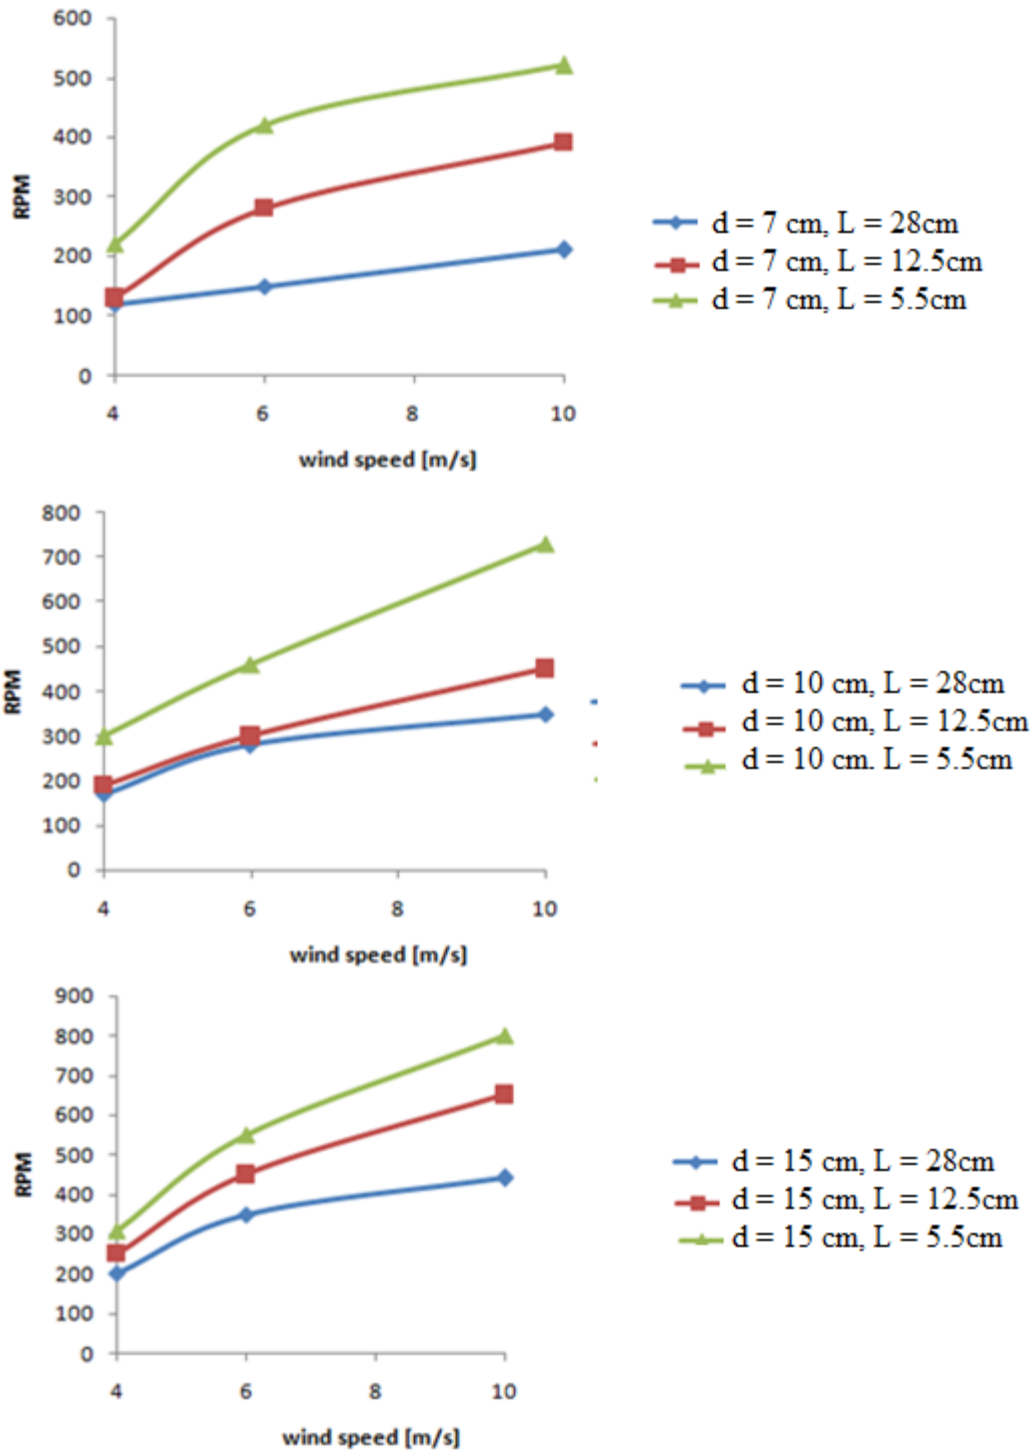 600
500
400
300
200
100
0
RPM
4 6 8 10
wind speed [m/s]
d = 7 cm, L = 28cm
d = 7 cm, L = 12.5cm
d = 7 cm, L = 5.5cm
800
700
600
500
400
300
200
100
0
RPM
4 6 8 10
wind speed [m/s]
d = 10 cm, L = 28cm
d = 10 cm, L = 12.5cm
d = 10 cm. L = 5.5cm
900
800
700
600
500
400
300
200
100
0
RPM
4 6 8 10
wind speed [m/s]
d = 15 cm, L = 28cm
d = 15 cm, L = 12.5cm
d = 15 cm, L = 5.5cm